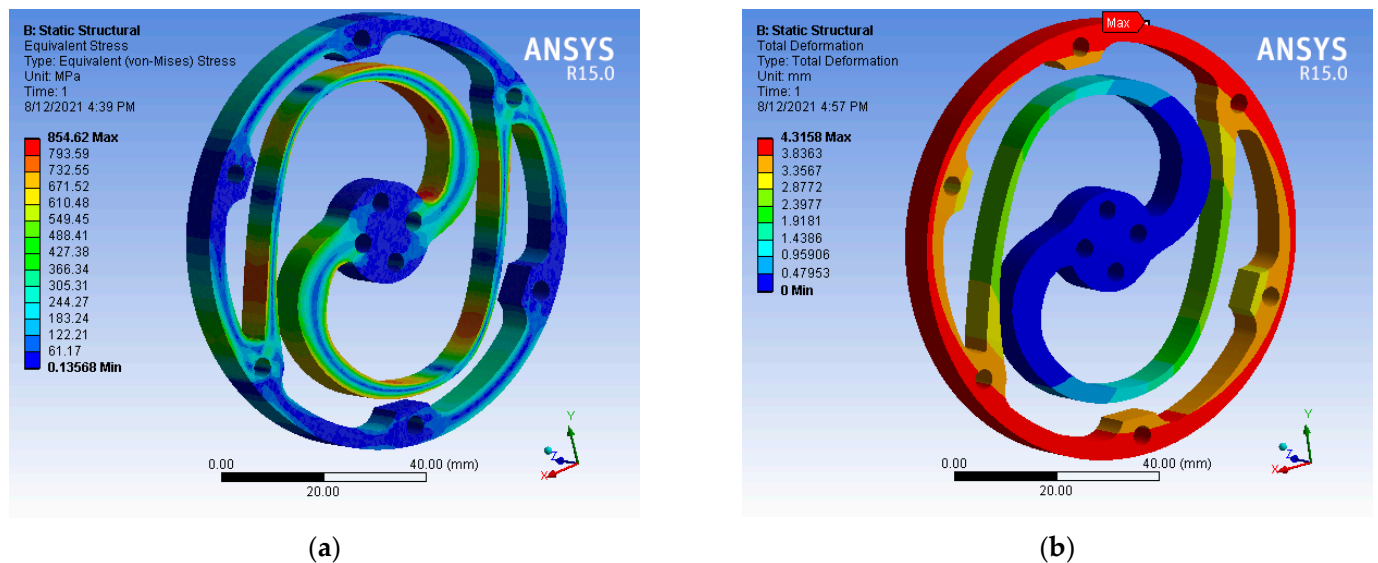 B: Static Structural
Equivalent Stress
Type: Equivalent (von-Mises) Stress
Unit: MPa
Time: 1
8/12/2021 4:39 PM
854.62 Max
793.59
732.55
671.52
610.48
549.45
488.41
427.38
366.34
305.31
244.27
183.24
122.21
61.17
0.13568 Min
ANSYS
R15.0
0.00
40.00 (mm)
20.00
Y
Z
X
(a)
B: Static Structural
Total Deformation
Type: Total Deformation
Unit: mm
Time: 1
8/12/2021 4:57 PM
4.3158 Max
3.8363
3.3567
2.8772
2.3977
1.9181
1.4386
0.95906
0.47953
0 Min
Max
ANSYS
R15.0
0.00
40.00 (mm)
20.00
Y
Z
X
(b)